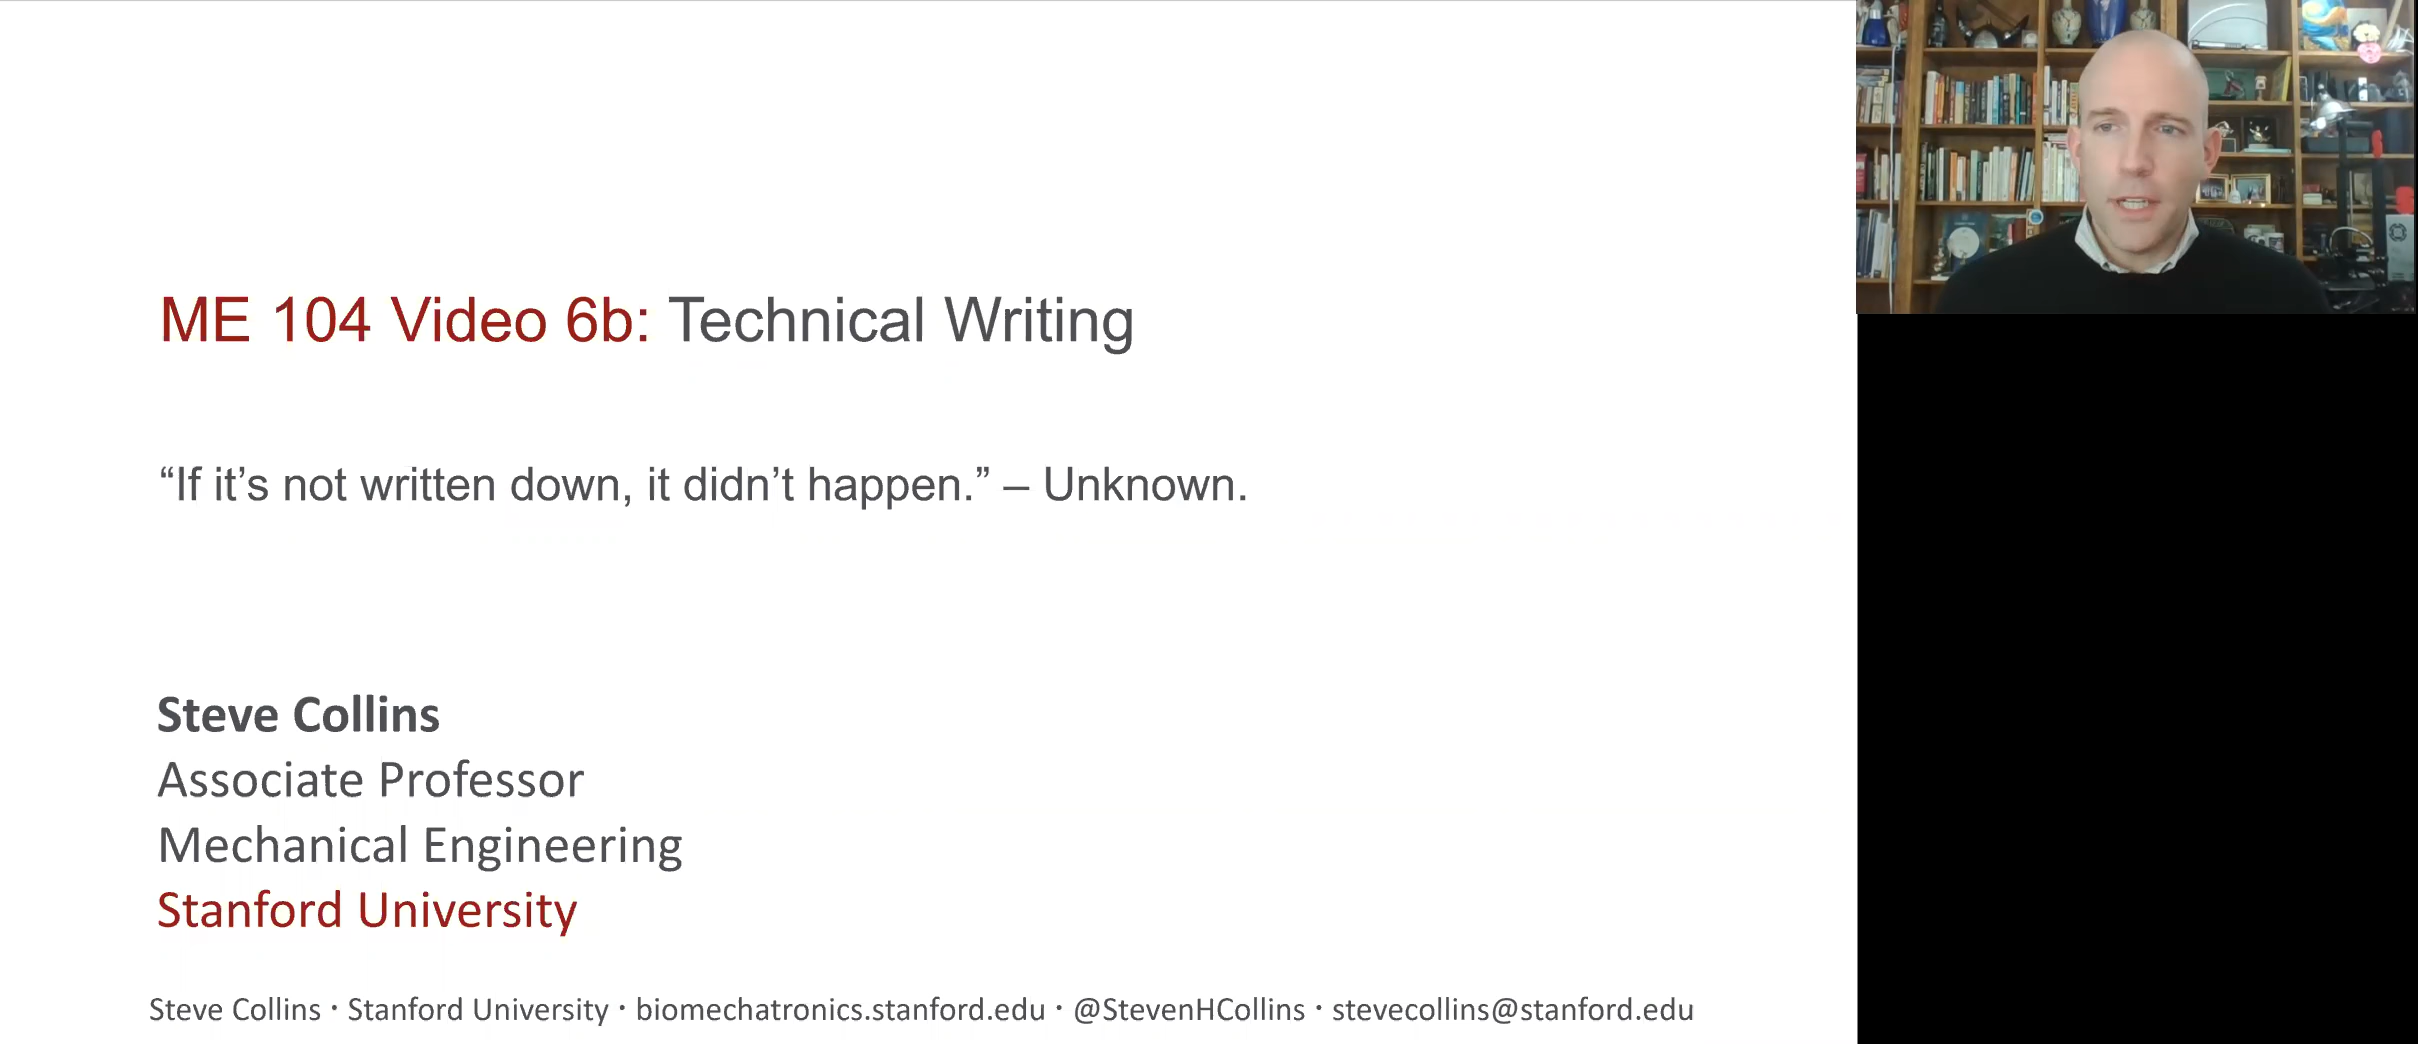 ME 104 Video 6b: Technical Writing
“If it’s not written down, it didn’t happen.” – Unknown.
Steve Collins
Associate Professor
Mechanical Engineering
Stanford University
Steve Collins · Stanford University · biomechatronics.stanford.edu · @StevenHCollins · stevecollins@stanford.edu